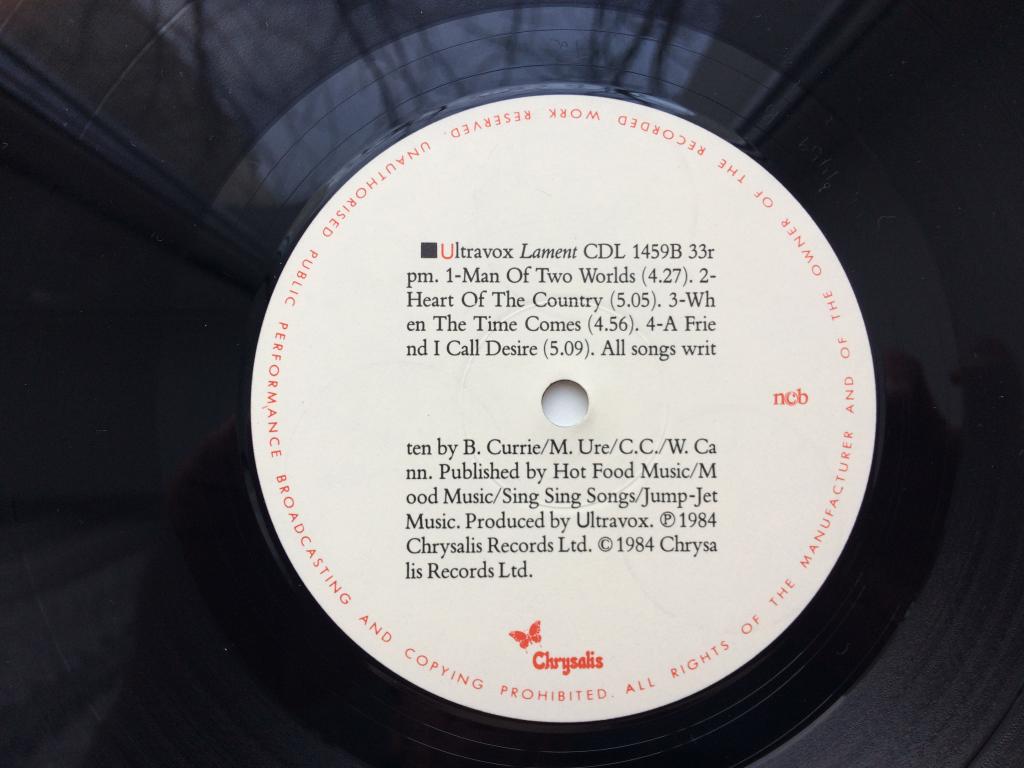 ■Ultravox Lament CDL 1459B 33r
pm. 1-Man Of Two Worlds (4.27). 2-
Heart Of The Country (5.05). 3-Wh
en The Time Comes (4.56). 4-A Frie
nd I Call Desire (5.09). All songs writ
ncb
ten by B. Currie/M. Ure/C.C./W. Ca
nn. Published by Hot Food Music/M
ood Music/Sing Sing Songs/Jump-Jet
Music. Produced by Ultravox. ℗1984
Chrysalis Records Ltd. ©1984 Chrysa
lis Records Ltd.
Chrysalis
ALL RIGHTS OF THE MANUFACTURER AND OF THE OWNER OF THE RECORDED WORK RESERVED. UNAUTHORISED PUBLIC PERFORMANCE BROADCASTING AND COPYING PROHIBITED.